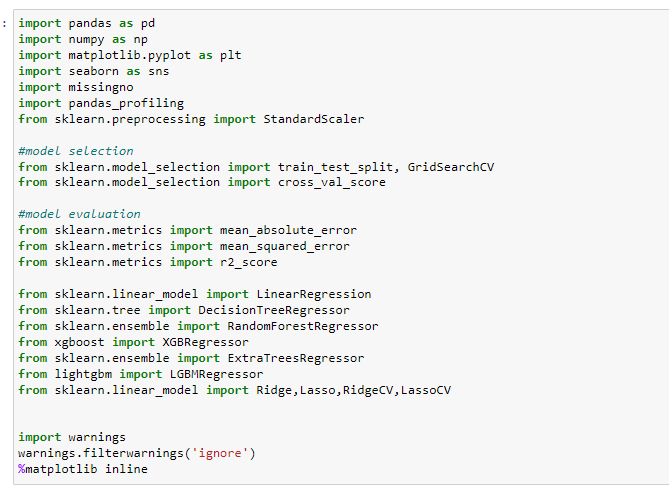 :
import pandas as pd
import numpy as np
import matplotlib.pyplot as plt
import seaborn as sns
import missingno
import pandas_profiling
from sklearn.preprocessing import StandardScaler
#model selection
from sklearn.model_selection import train_test_split, GridSearchCV
from sklearn.model_selection import cross_val_score
#model evaluation
from sklearn.metrics import mean_absolute_error
from sklearn.metrics import mean_squared_error
from sklearn.metrics import r2_score
from sklearn.linear_model import LinearRegression
from sklearn.tree import DecisionTreeRegressor
from sklearn.ensemble import RandomForestRegressor
from xgboost import XGBRegressor
from sklearn.ensemble import ExtraTreesRegressor
from lightgbm import LGBMRegressor
from sklearn.linear_model import Ridge,Lasso,RidgeCV,LassoCV
import warnings
warnings.filterwarnings('ignore')
%matplotlib inline